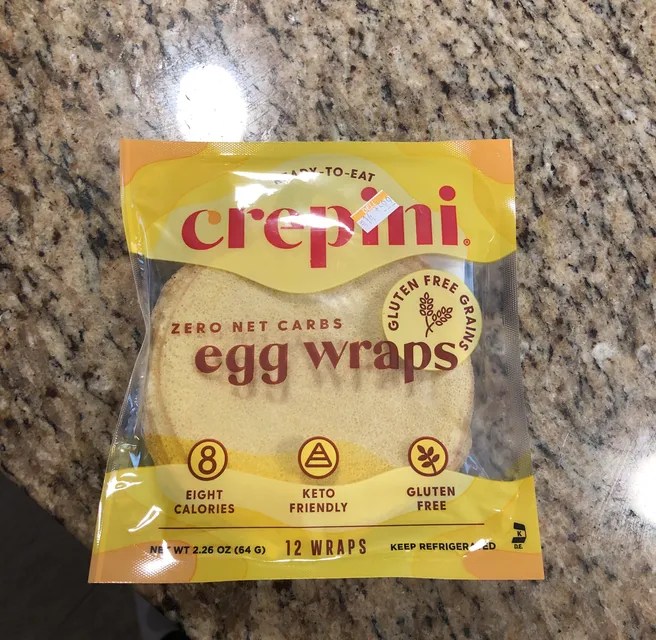 READY-TO-EAT
crepini.
GLUTEN FREE GRAINS
ZERO NET CARBS
egg wraps
8
EIGHT
CALORIES
KETO
FRIENDLY
GLUTEN
FREE
NET WT 2.26 OZ (64 G)
12 WRAPS
KEEP REFRIGERATED
K
D.E.